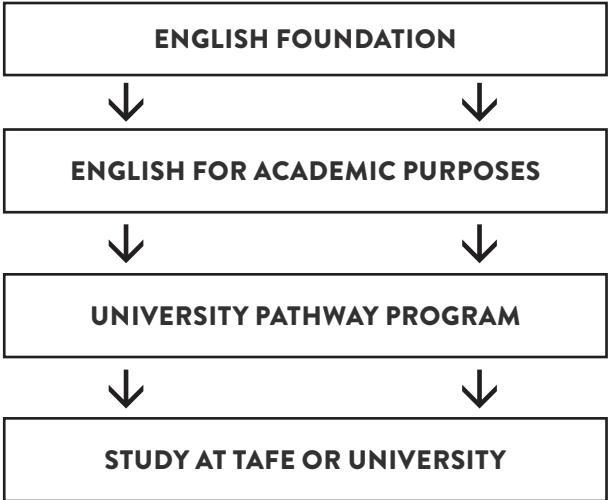 ENGLISH FOUNDATION
ENGLISH FOR ACADEMIC PURPOSES
UNIVERSITY PATHWAY PROGRAM
STUDY AT TAFE OR UNIVERSITY